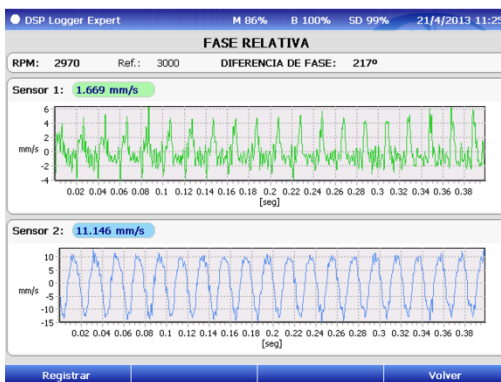 DSP Logger Expert M 86% B 100% SD 99% 21/4/2013 11:25
FASE RELATIVA
RPM: 2970 Ref.: 3000 DIFERENCIA DE FASE: 217º
Sensor 1: 1.669 mm/s
6
4
2
mm/s 0
-2
-4
0.02 0.04 0.06 0.08 0.1 0.12 0.14 0.16 0.18 0.2 0.22 0.24 0.26 0.28 0.3 0.32 0.34 0.36 0.38
[seg]
Sensor 2: 11.146 mm/s
10
5
0
mm/s -5
-10
-15
0.02 0.04 0.06 0.08 0.1 0.12 0.14 0.16 0.18 0.2 0.22 0.24 0.26 0.28 0.3 0.32 0.34 0.36 0.38
[seg]
Registrar Volver